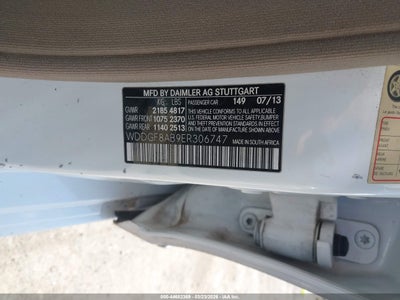 MFD BY DAIMLER AG STUTTGART
KG LBS PASSENGER CAR 149 07/13
GVWR 2185 4817
GAWR FRT 1075 2370
GAWR RR 1140 2513
THIS VEHICLE CONFORMS TO ALL APPLICABLE
U.S. FEDERAL MOTOR VEHICLE SAFETY, BUMPER
AND THEFT PREVENTION STANDARDS IN EFFECT
ON THE DATE OF MANUFACTURE SHOWN ABOVE
WDDGF8AB9ER306747
MADE IN SOUTH AFRICA